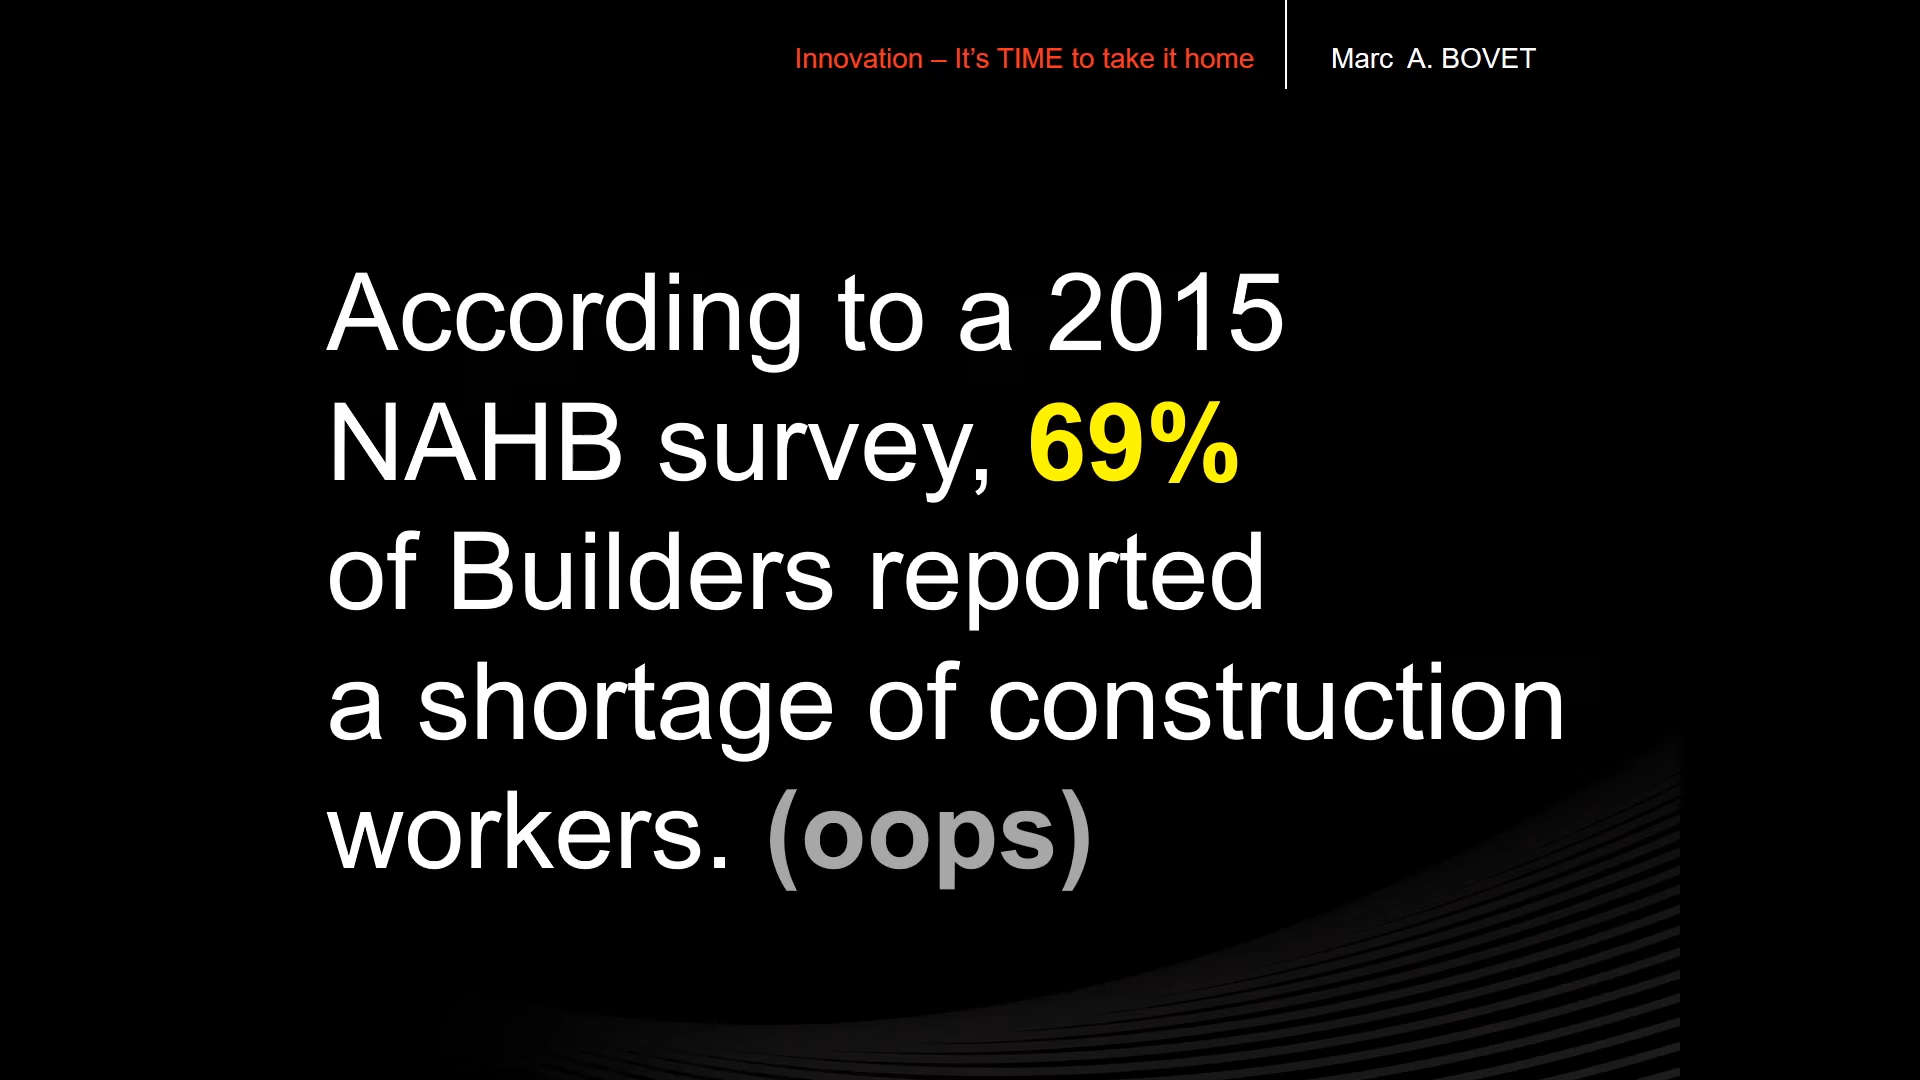 Innovation – It’s TIME to take it home
Marc A. BOVET
According to a 2015
NAHB survey, 69%
of Builders reported
a shortage of construction
workers. (oops)